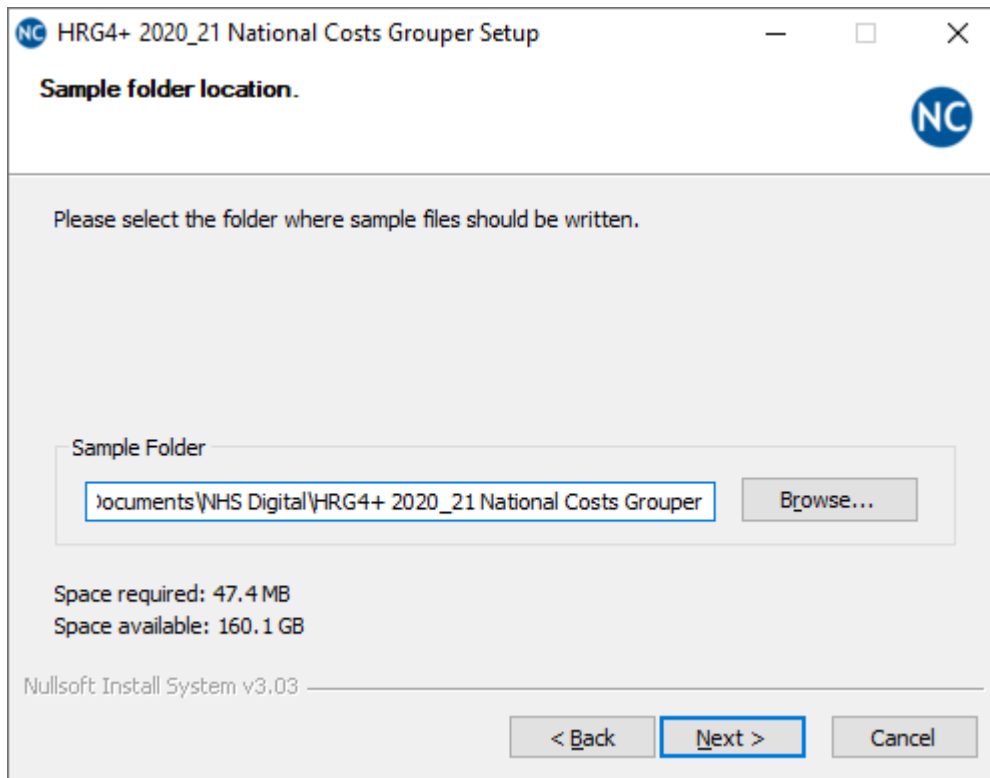 NC HRG4+ 2020_21 National Costs Grouper Setup
Sample folder location.
NC
Please select the folder where sample files should be written.
Sample Folder
\NHS Digital\HRG4+ 2020_21 National Costs Grouper
Browse...
Space required: 47.4 MB
Space available: 160.1 GB
Nullsoft Install System v3.03
< Back
Next >
Cancel